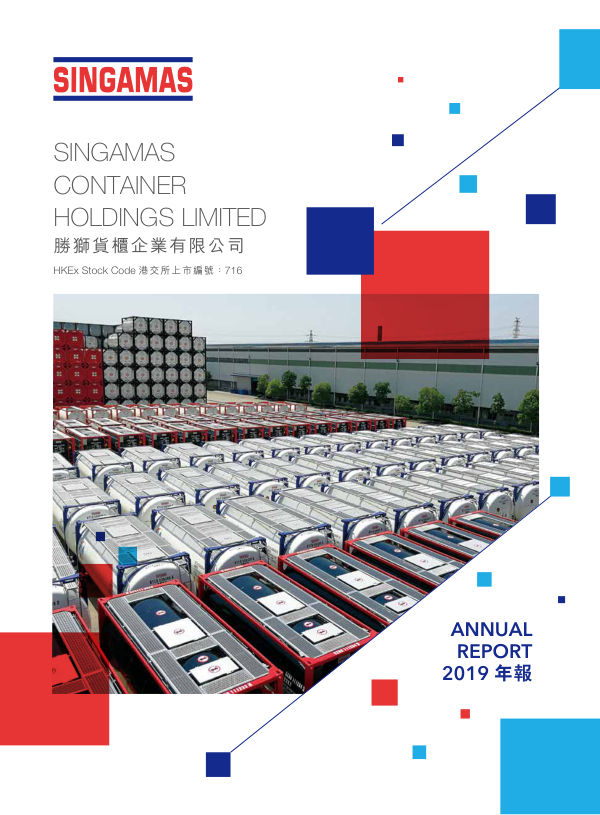 SINGAMAS
SINGAMAS
CONTAINER
HOLDINGS LIMITED
勝獅貨櫃企業有限公司
HKEx Stock Code 港交所上市編號：716
ANNUAL
REPORT
2019 年報